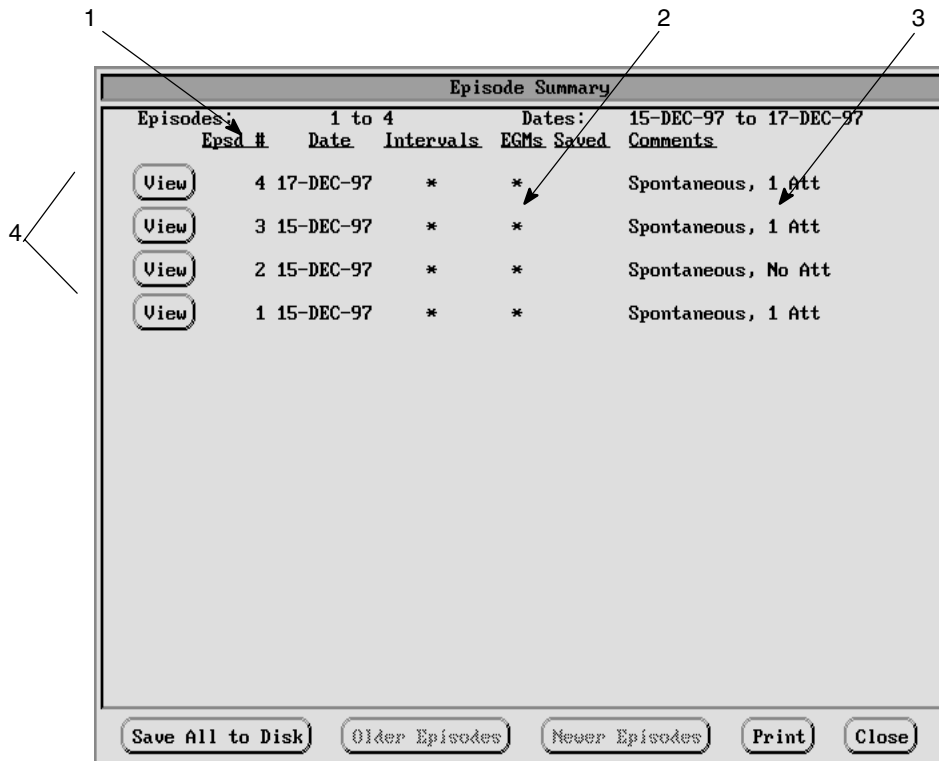 1 2 3
Episode Summary
Episodes: 1 to 4 Dates: 15-DEC-97 to 17-DEC-97
Epsd # Date Intervals EGMs Saved Comments
View 4 17-DEC-97 * * Spontaneous, 1 Att
View 3 15-DEC-97 * * Spontaneous, 1 Att
4
View 2 15-DEC-97 * * Spontaneous, No Att
View 1 15-DEC-97 * * Spontaneous, 1 Att
Save All to Disk Older Episodes Newer Episodes Print Close